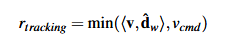 r_{tracking} = min(⟨v, d̂_w⟩, v_{cmd})